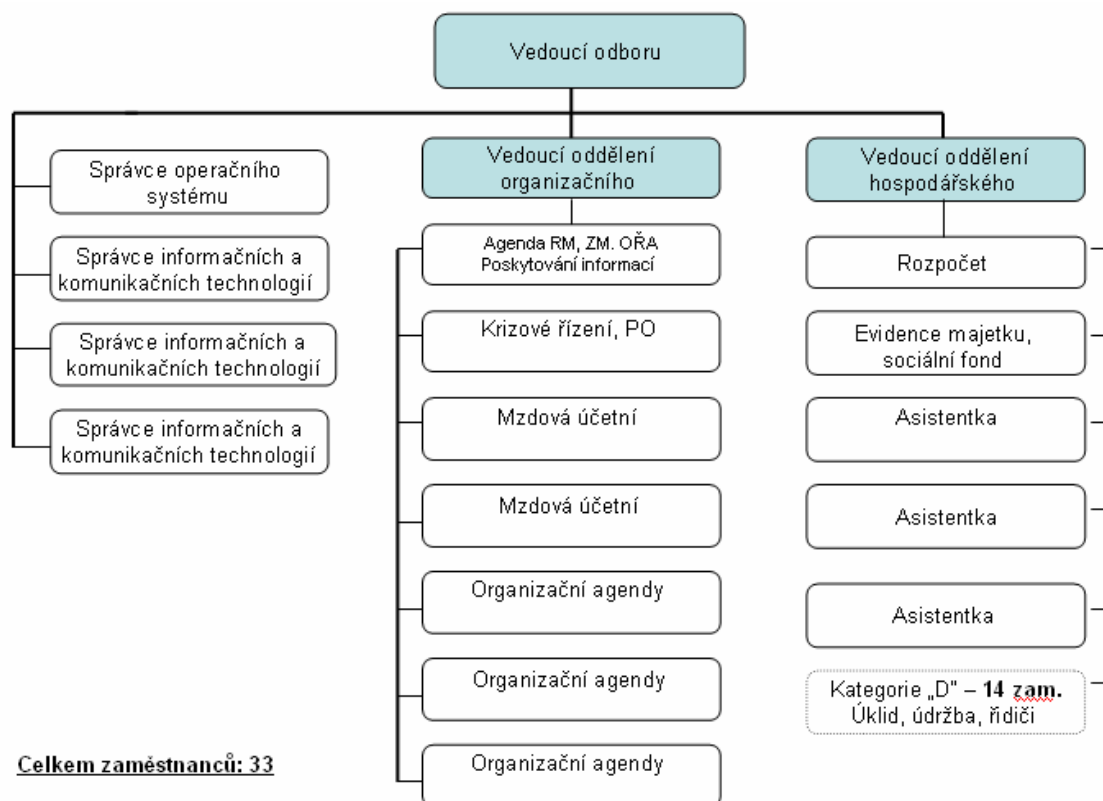 Vedoucí odboru
Správce operačního
systému
Správce informačních a
komunikačních technologií
Správce informačních a
komunikačních technologií
Správce informačních a
komunikačních technologií
Vedoucí oddělení
organizačního
Agenda RM, ZM. OŘA
Poskytování informací
Krizové řízení, PO
Mzdová účetní
Mzdová účetní
Organizační agendy
Organizační agendy
Organizační agendy
Vedoucí oddělení
hospodářského
Rozpočet
Evidence majetku,
sociální fond
Asistentka
Asistentka
Asistentka
Kategorie „D" – 14 zam.
Úklid, údržba, řidiči
Celkem zaměstnanců: 33